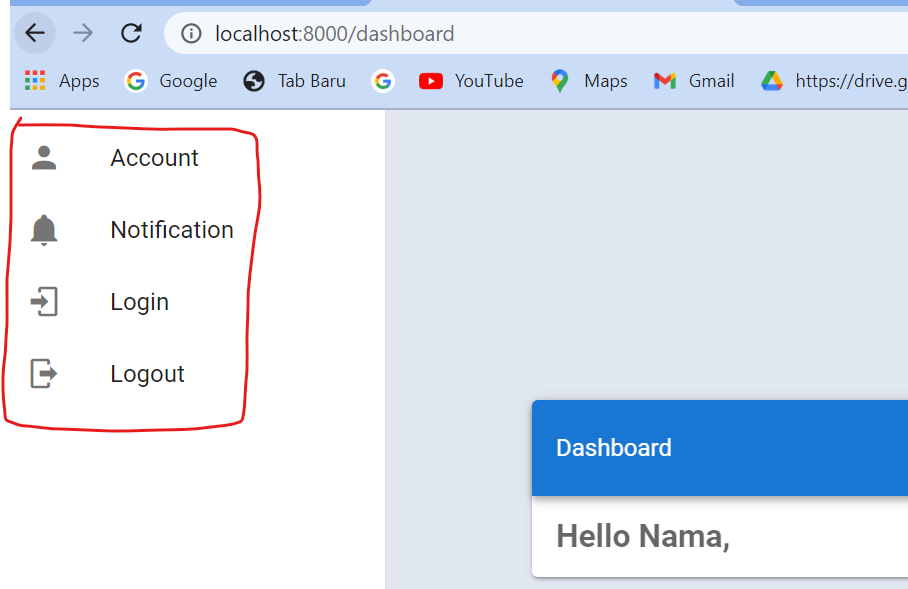 localhost:8000/dashboard
Apps Google Tab Baru YouTube Maps Gmail https://drive.g
Account
Notification
Login
Logout
Dashboard
Hello Nama,